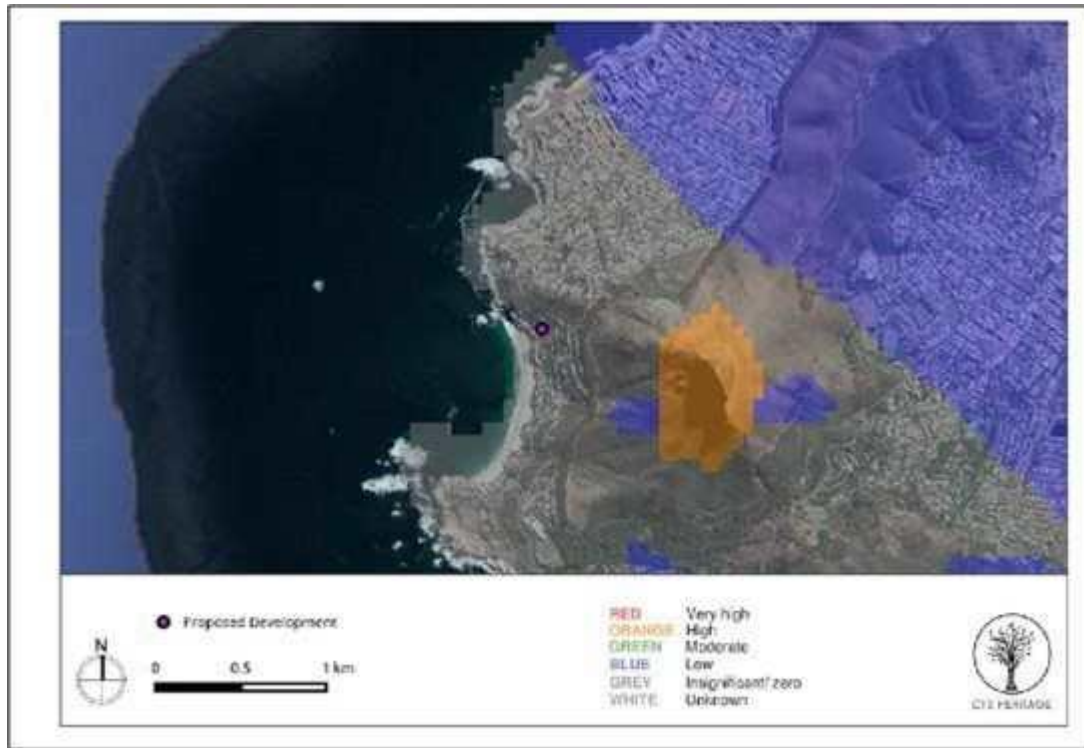 Proposed Development
N
0 0.5 1 km
RED Very high
ORANGE High
GREEN Moderate
BLUE Low
GREY Insignificant/ zero
WHITE Unknown
CTS HERITAGE